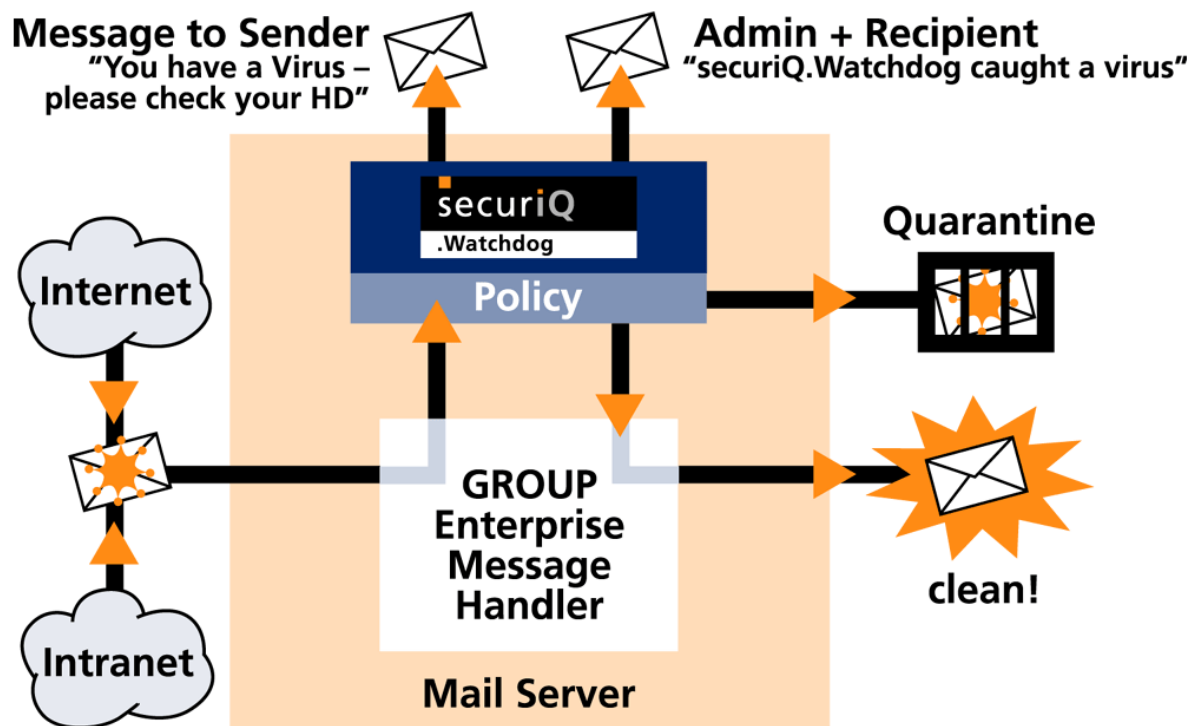 Message to Sender
“You have a Virus –
please check your HD”
Admin + Recipient
“securiQ.Watchdog caught a virus”
securiQ
.Watchdog
Policy
Quarantine
Internet
GROUP
Enterprise
Message
Handler
clean!
Intranet
Mail Server